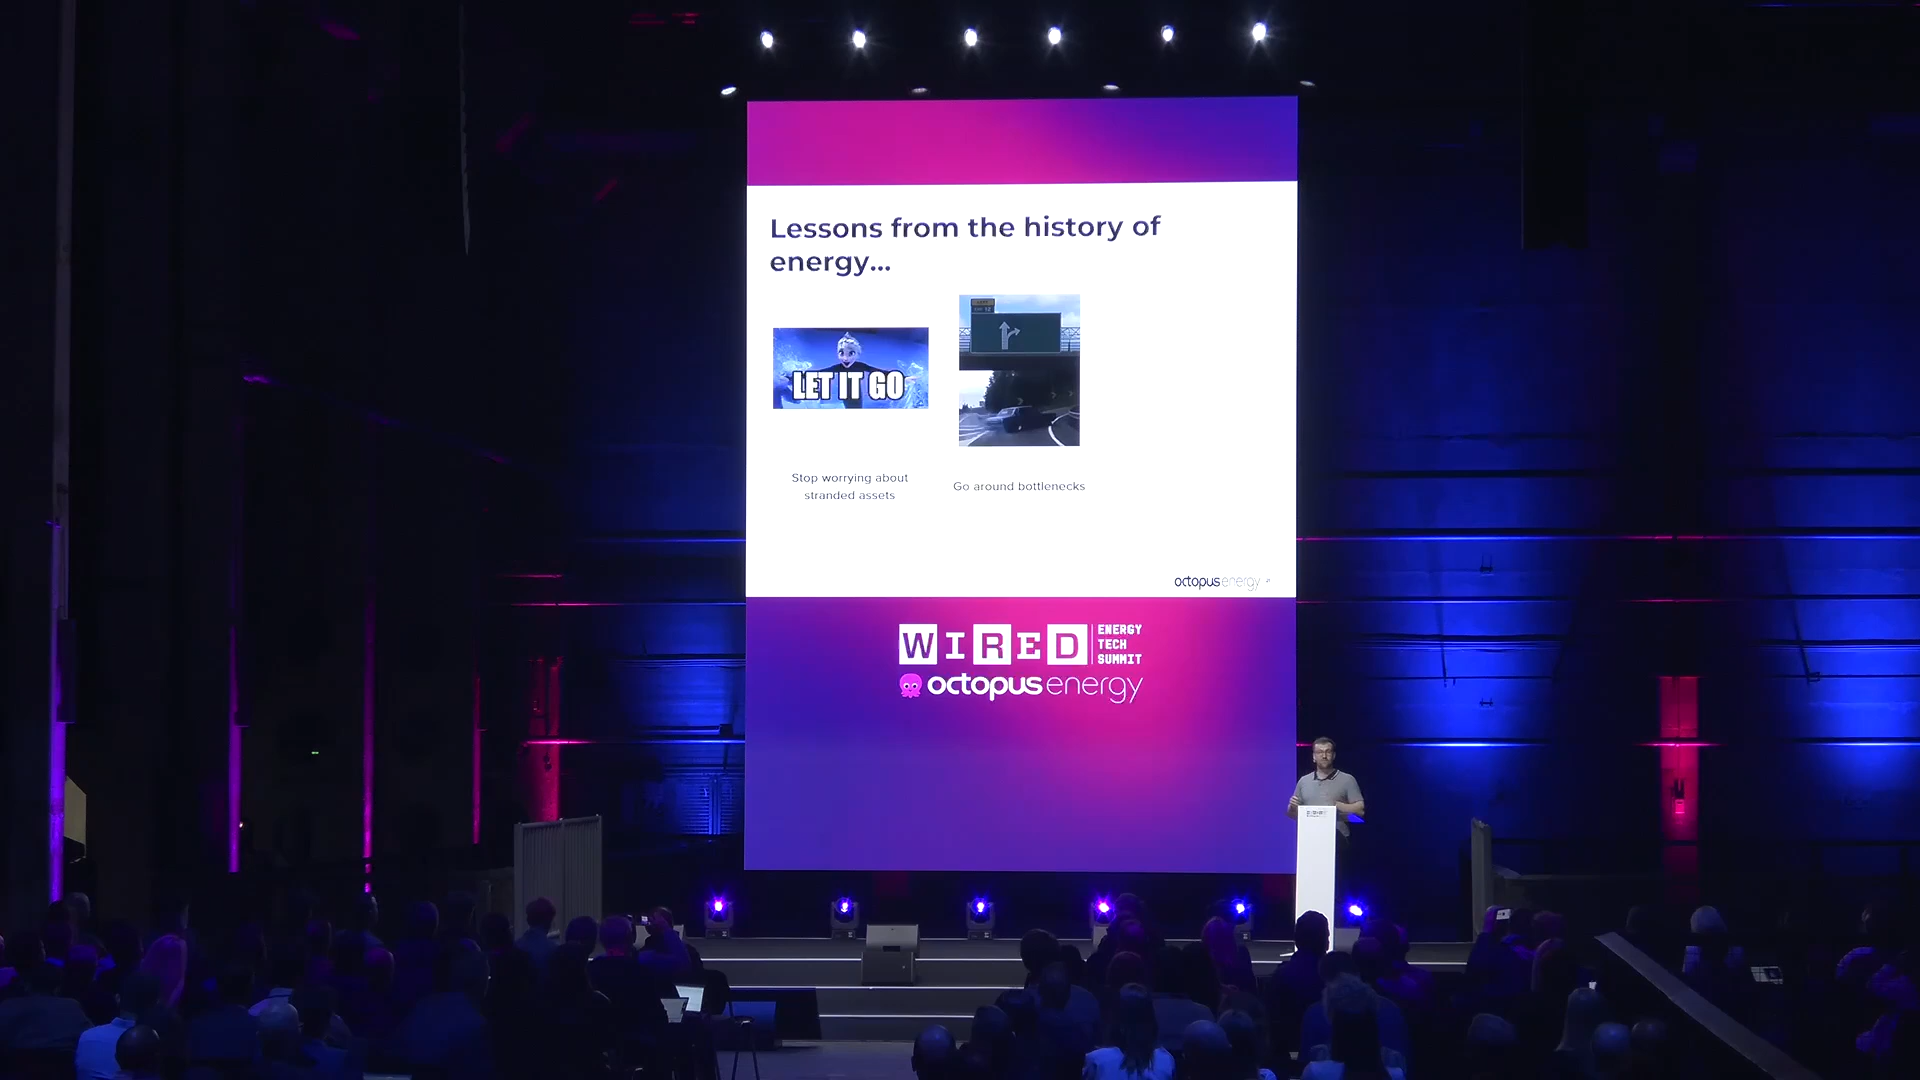 Lessons from the history of
energy...
LET IT GO
Stop worrying about
stranded assets
Go around bottlenecks
octopusenergy
WIRED
ENERGY
TECH
SUMMIT
octopusenergy